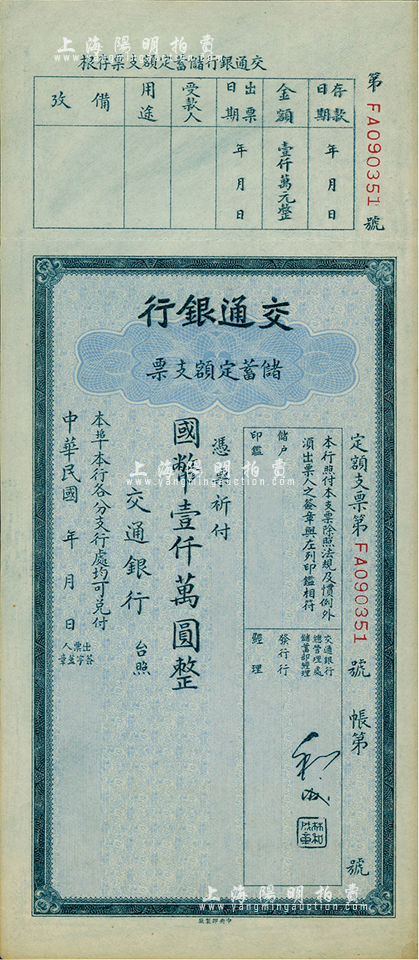 上海陽明拍賣
www.yangmingauction.com
交通銀行儲蓄定額支票存根
第 FA090351 號
存款日期
年 月 日
金額
壹仟萬元整
出票日期
年 月 日
受款人
用途
備攷
交通銀行
儲蓄定額支票
定額支票第 FA090351 號 帳第 號
本行照付本支票除照法規及慣例外
須出票人之簽章與左列印鑑相符
儲戶
印鑑
交通銀行
總管理處
儲蓄部經理
發行行
經理
憑票祈付
國幣壹仟萬圓整
交通銀行 台照
本埠本行各分支行處均可兌付
中華民國 年 月 日
出票人
簽字蓋章
上海陽明拍賣
www.yangmingauction.com
上海陽明拍賣
www.yangmingauction.com